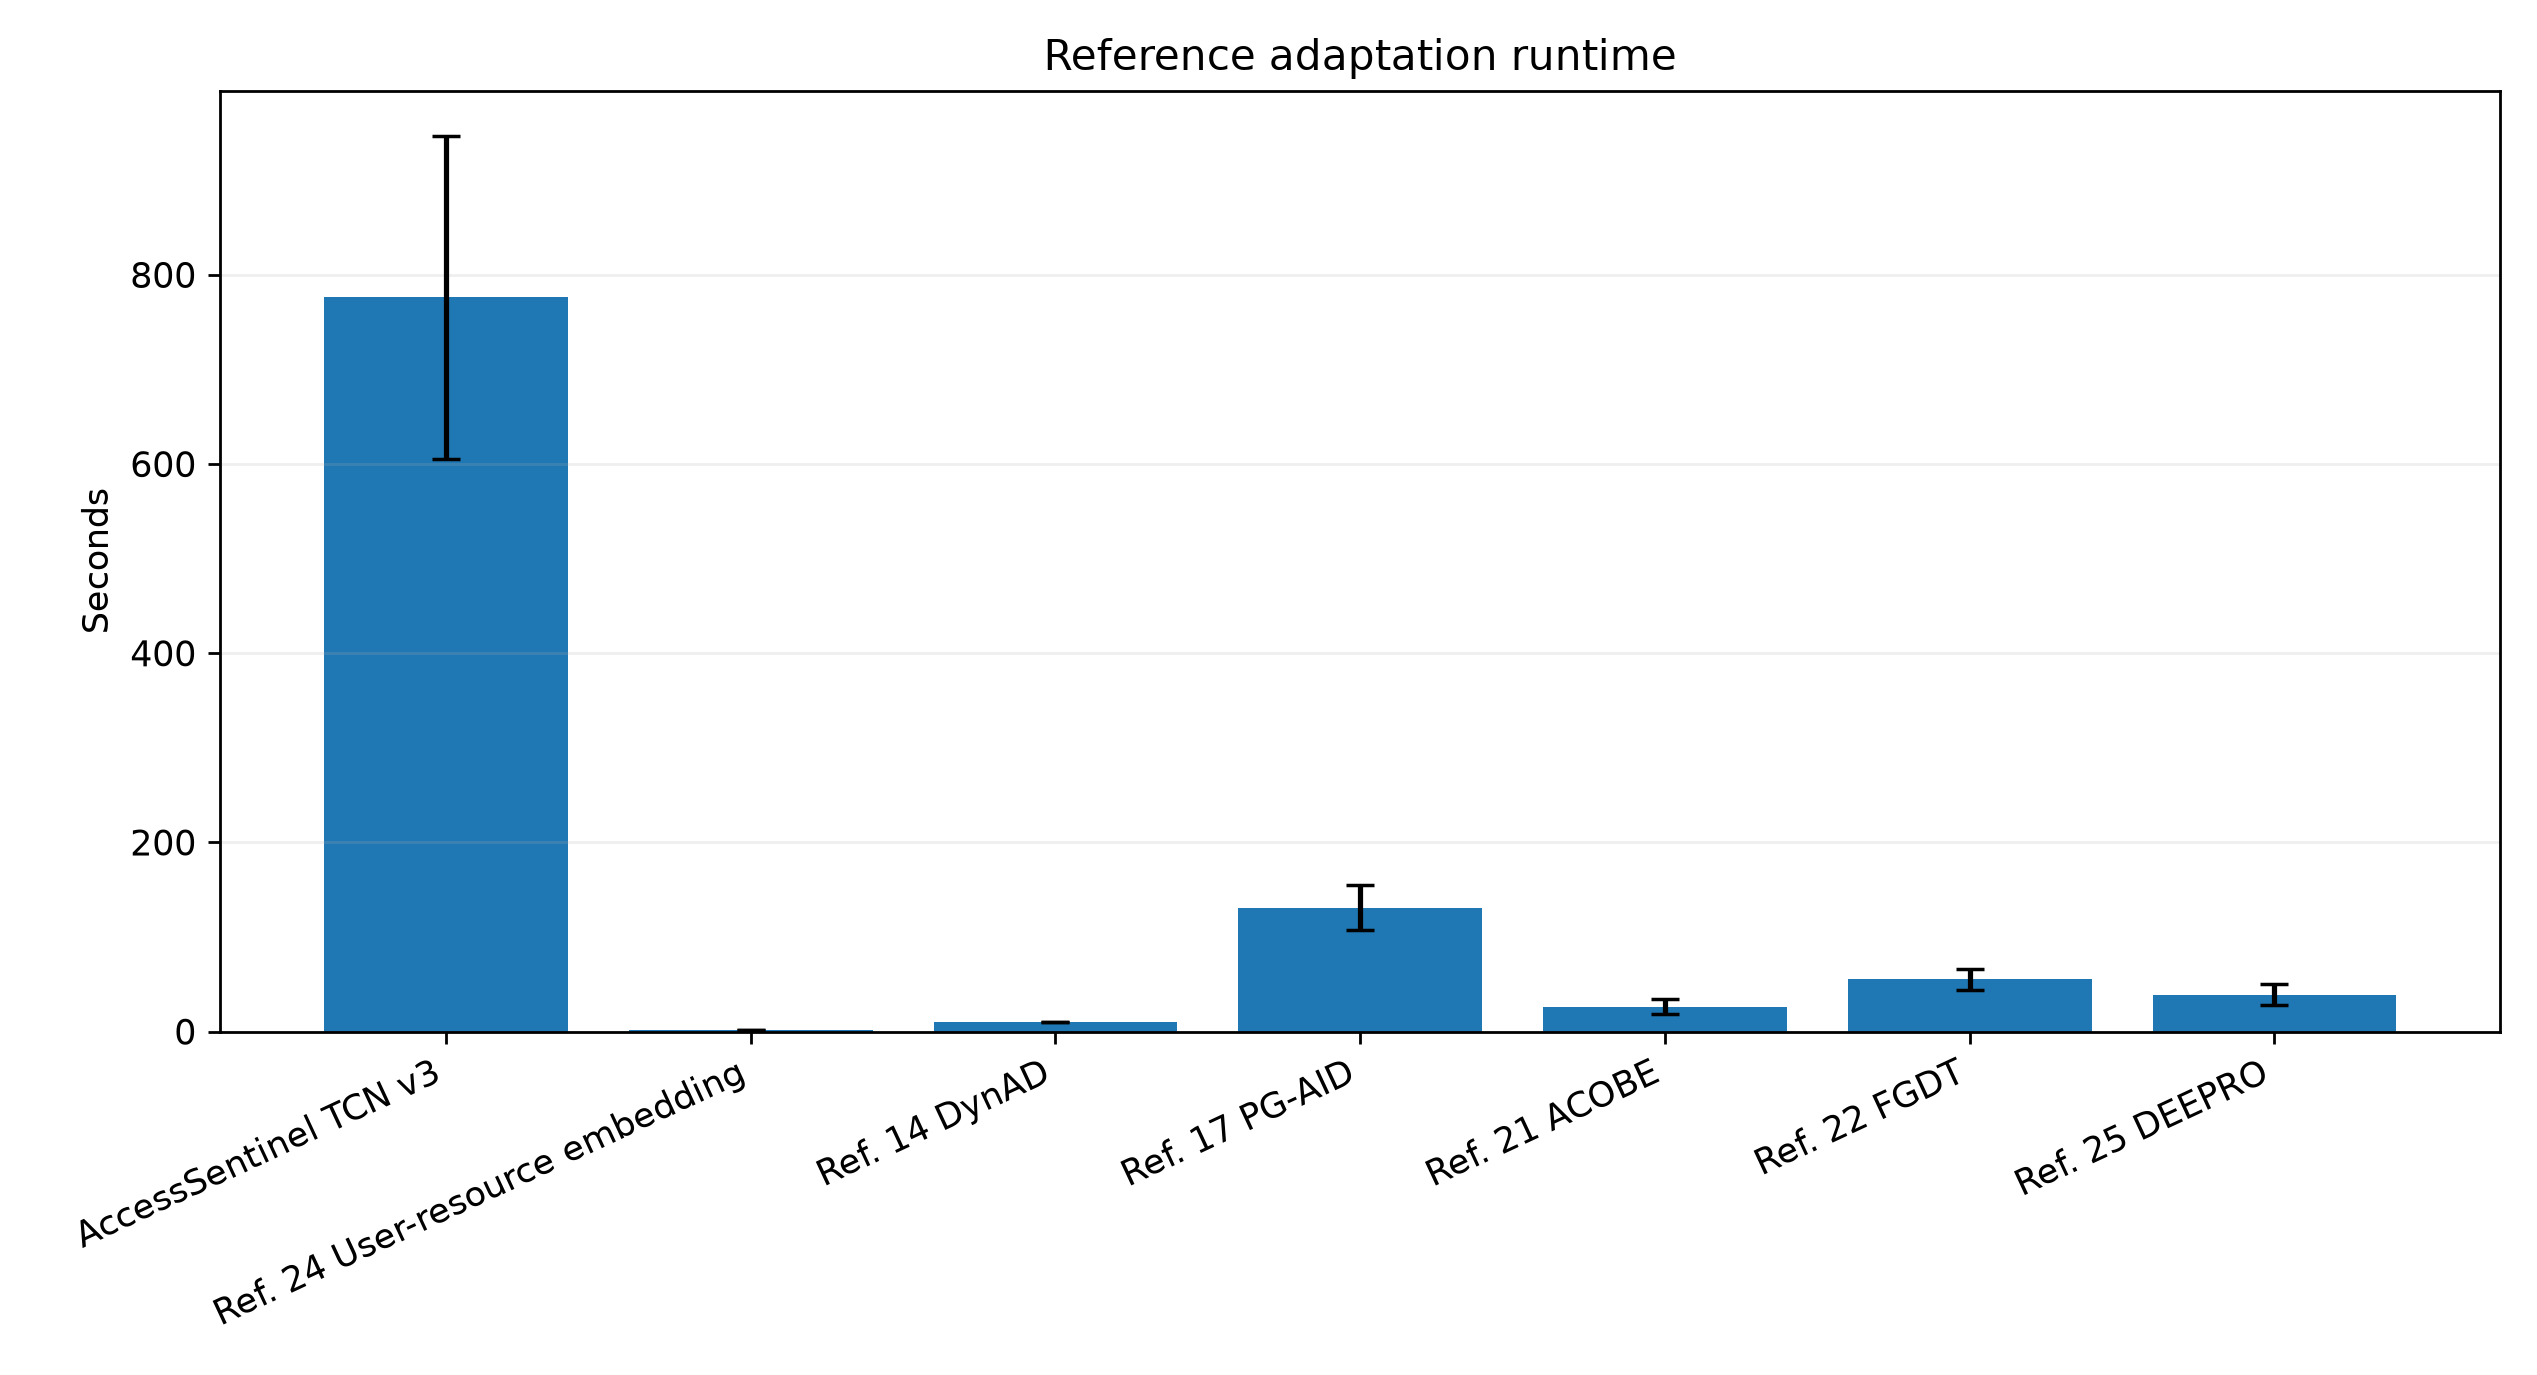 Reference adaptation runtime
Seconds
800
600
400
200
0
AccessSentinel TCN v3
Ref. 24 User-resource embedding
Ref. 14 DynAD
Ref. 17 PG-AID
Ref. 21 ACOBE
Ref. 22 FGDT
Ref. 25 DEEPRO